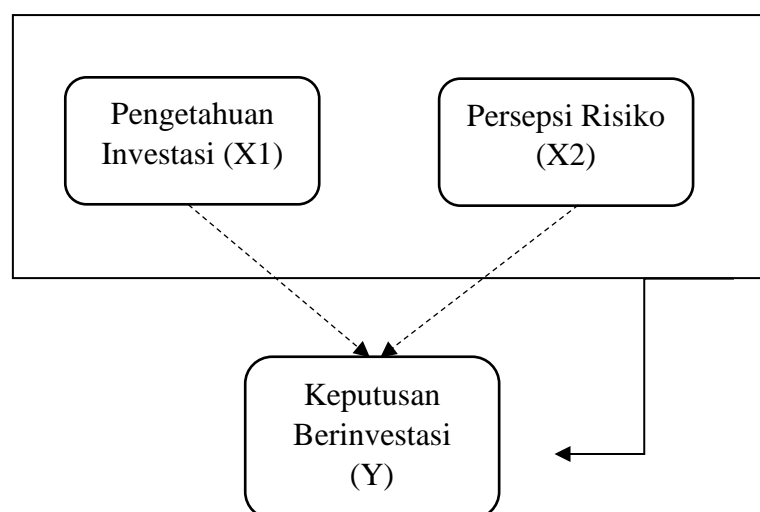 Pengetahuan
Investasi (X1)
Persepsi Risiko
(X2)
Keputusan
Berinvestasi
(Y)